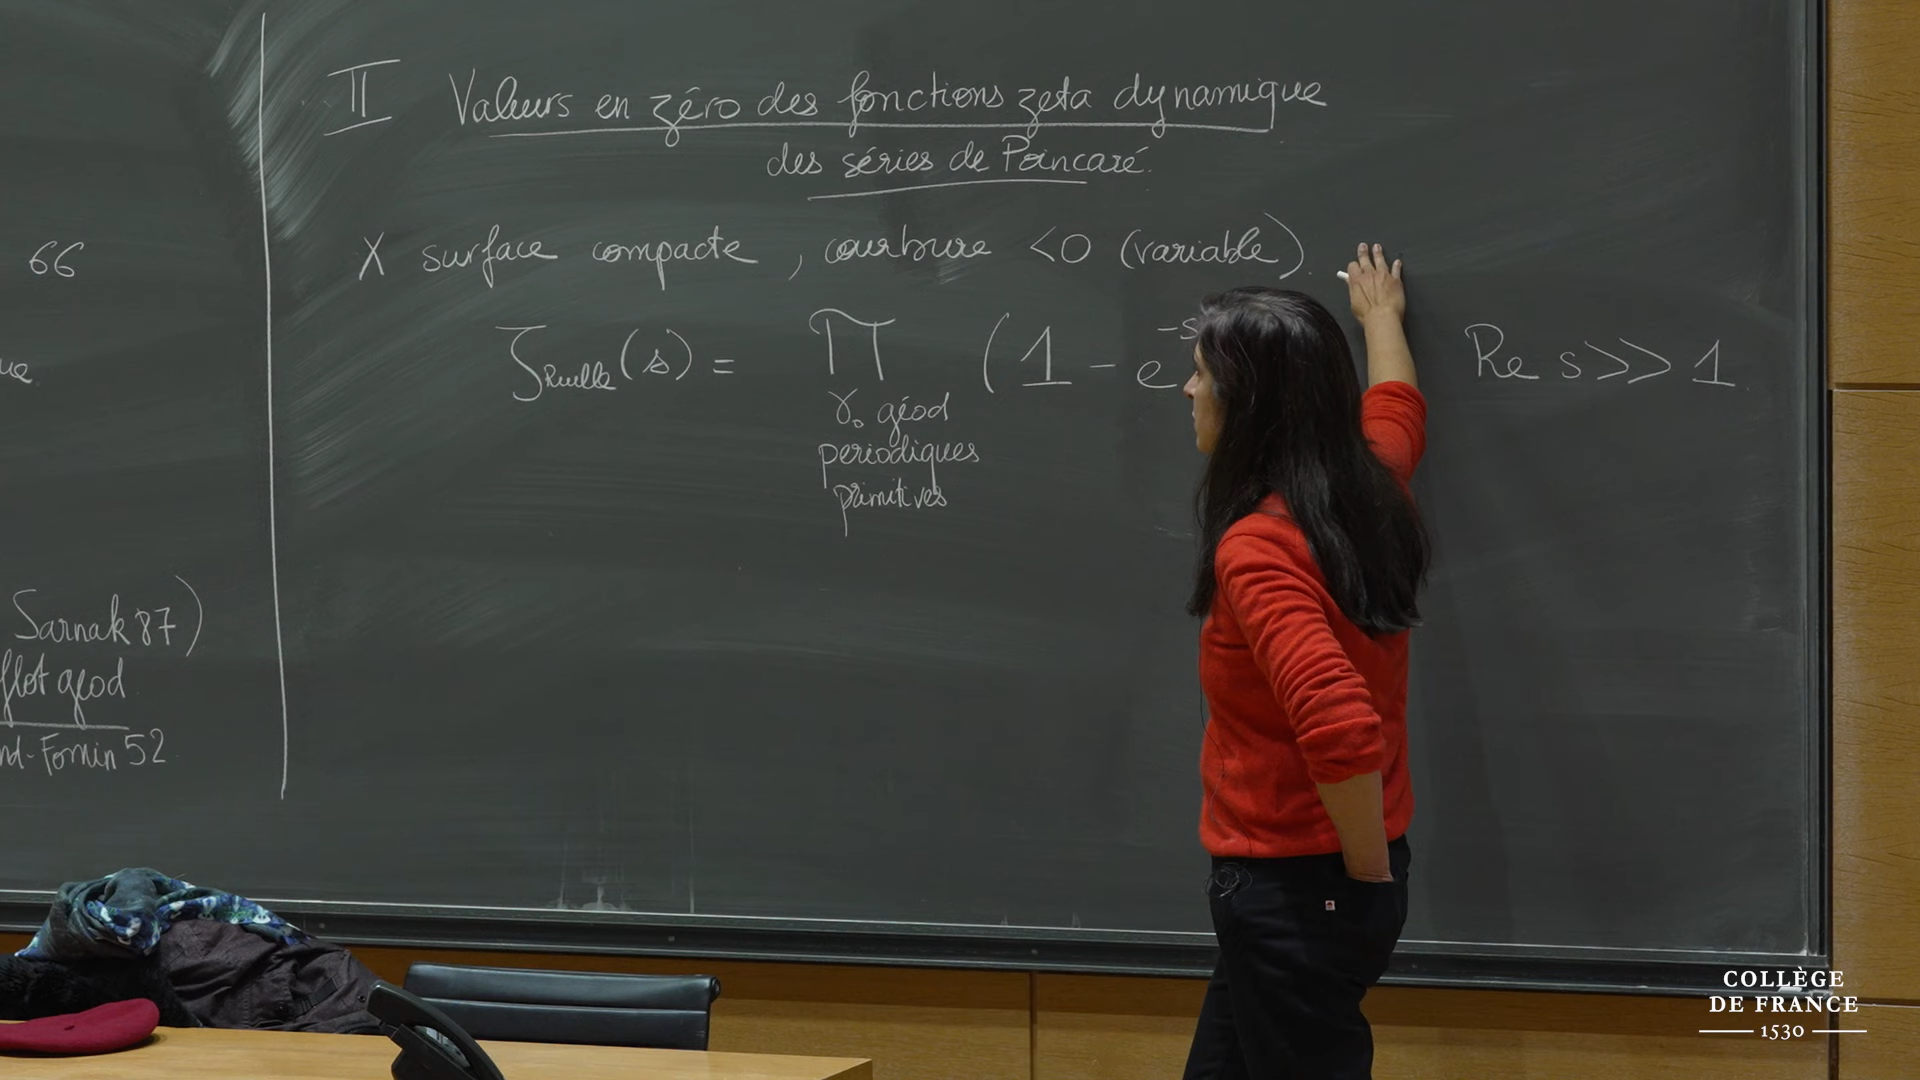 66
Sarnak 87)
flot géod
Fomin 52
II Valeurs en zéro des fonctions zeta dynamique
des séries de Poincaré.
X surface compacte, courbure <0 (variable).
ζ_Ruelle(s) = ∏ (1 - e^-s Re s >> 1.
γ₀ géod
periodiques
primitives
COLLÈGE
DE FRANCE
1530